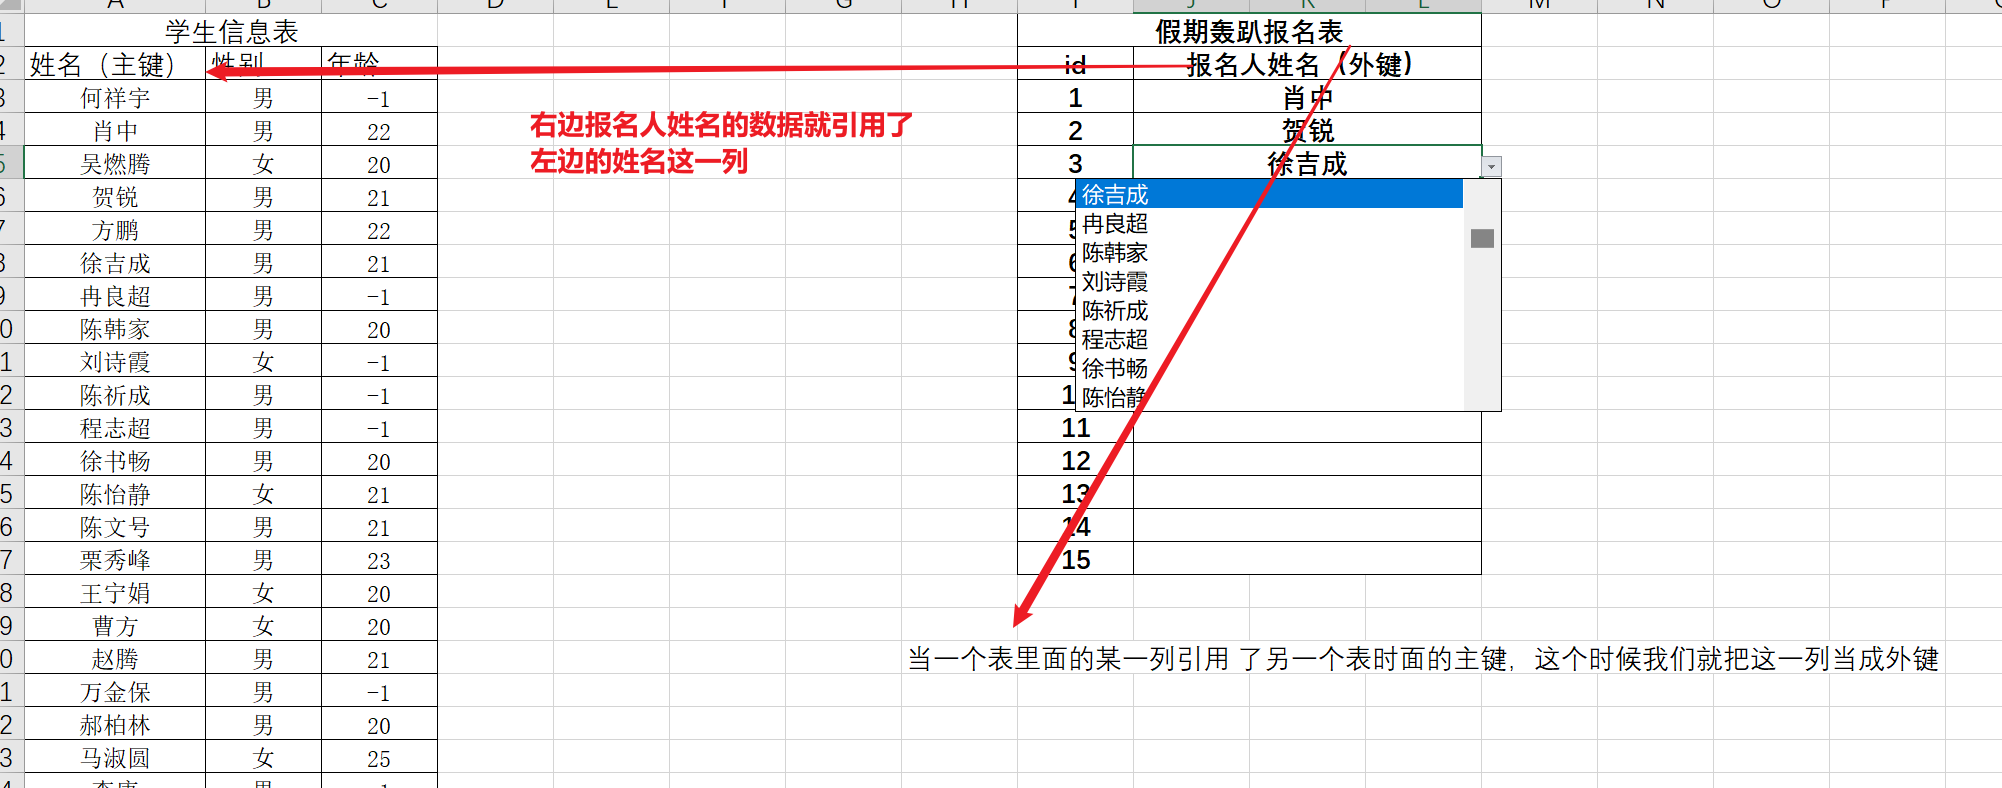 学生信息表
姓名（主键） 性别 年龄
何祥宇 男 -1
肖中 男 22
吴燃腾 女 20
贺锐 男 21
方鹏 男 22
徐吉成 男 21
冉良超 男 -1
陈韩家 男 20
刘诗霞 女 -1
陈祈成 男 -1
程志超 男 -1
徐书畅 男 20
陈怡静 女 21
陈文号 男 21
栗秀峰 男 23
王宁娟 女 20
曹方 女 20
赵腾 男 21
万金保 男 -1
郝柏林 男 20
马淑圆 女 25
右边报名人姓名的数据就引用了
左边的姓名这一列
假期轰趴报名表
id 报名人姓名（外键）
1 肖中
2 贺锐
3 徐吉成
徐吉成
冉良超
陈韩家
刘诗霞
陈祈成
程志超
徐书畅
陈怡静
11
12
13
14
15
当一个表里面的某一列引用 了另一个表时面的主键，这个时候我们就把这一列当成外键